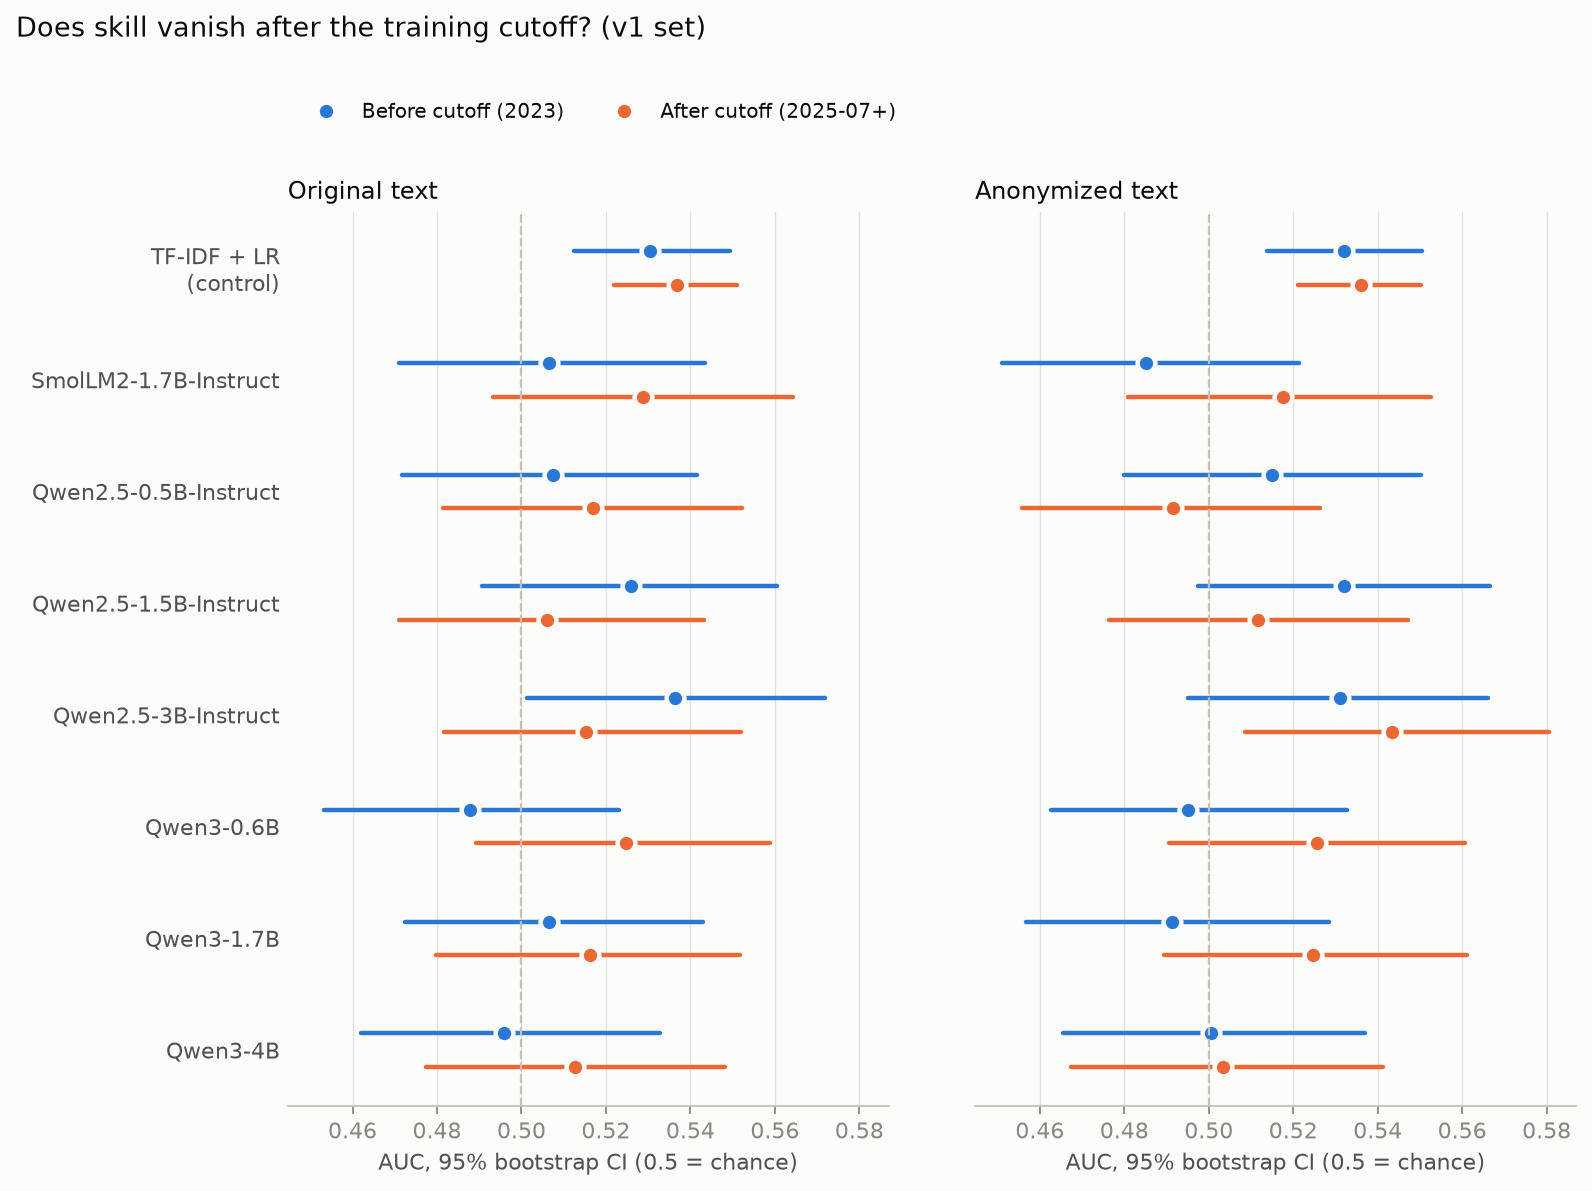 Does skill vanish after the training cutoff? (v1 set)
Before cutoff (2023)
After cutoff (2025-07+)
Original text
Anonymized text
TF-IDF + LR
(control)
SmolLM2-1.7B-Instruct
Qwen2.5-0.5B-Instruct
Qwen2.5-1.5B-Instruct
Qwen2.5-3B-Instruct
Qwen3-0.6B
Qwen3-1.7B
Qwen3-4B
0.46 0.48 0.50 0.52 0.54 0.56 0.58
AUC, 95% bootstrap CI (0.5 = chance)
0.46 0.48 0.50 0.52 0.54 0.56 0.58
AUC, 95% bootstrap CI (0.5 = chance)